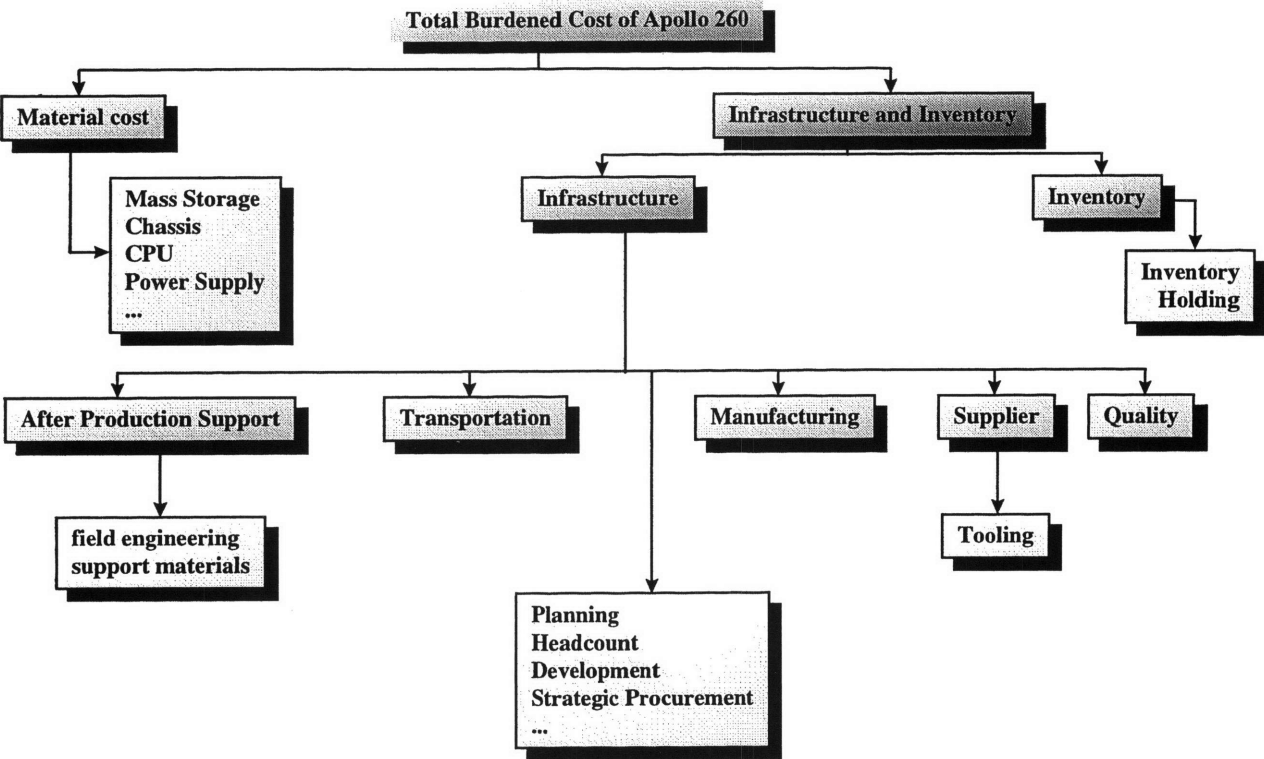 Total Burdened Cost of Apollo 260
Material cost
Infrastructure and Inventory
Mass Storage
Chassis
CPU
Power Supply
...
Infrastructure
Inventory
Inventory
Holding
After Production Support
Transportation
Manufacturing
Supplier
Quality
field engineering
support materials
Tooling
Planning
Headcount
Development
Strategic Procurement
...